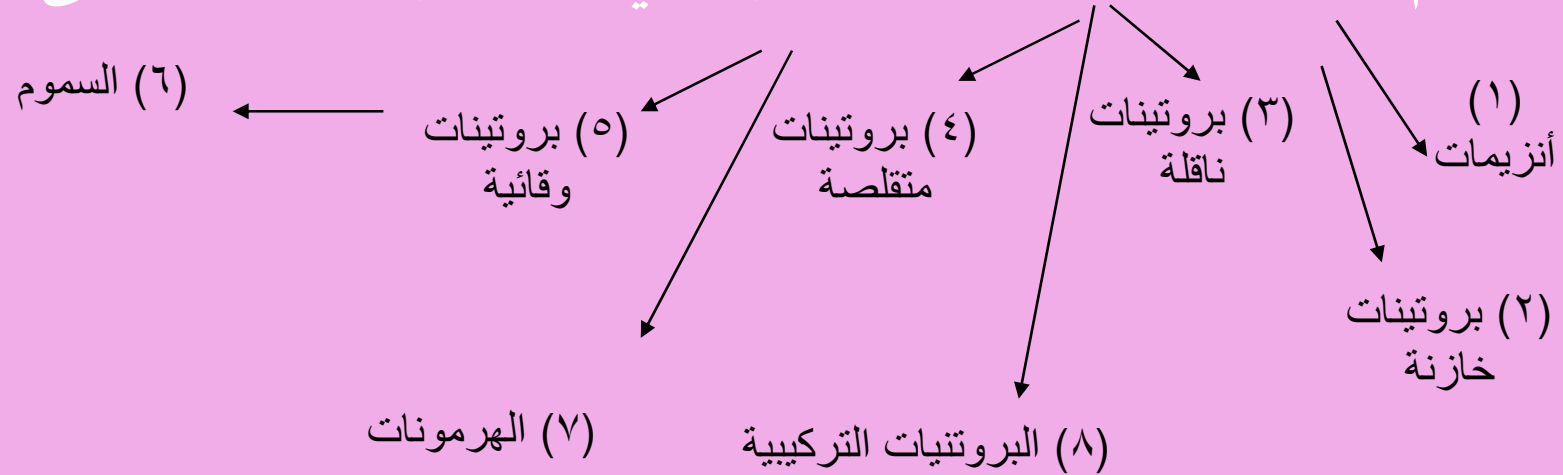 (١)
أنزيمات
(٢) بروتينات
خازنة
(٣) بروتينات
ناقلة
(٤) بروتينات
متقلصة
(٥) بروتينات
وقائية
(٦) السموم
(٧) الهرمونات
(٨) البروتنيات التركيبية